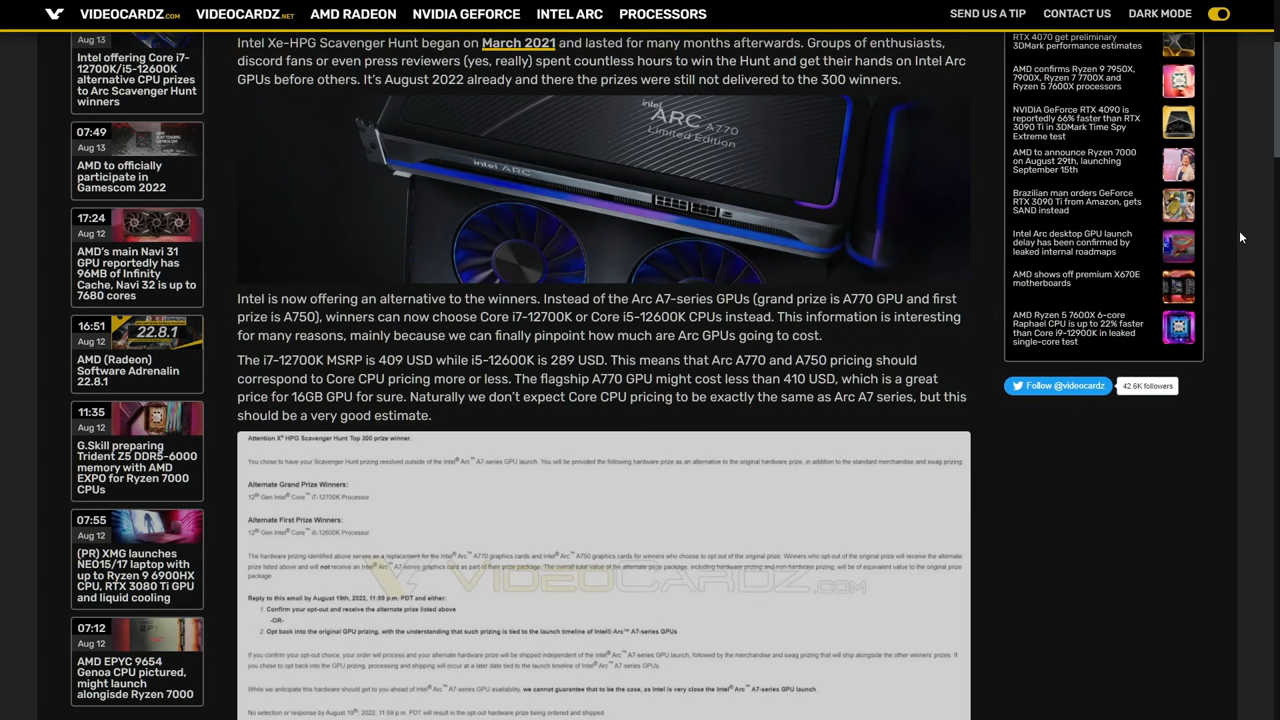 VIDEOCARDZ.COM
VIDEOCARDZ.NET
AMD RADEON
NVIDIA GEFORCE
INTEL ARC
PROCESSORS
SEND US A TIP
CONTACT US
DARK MODE
Aug 13
Intel offering Core i7-
12700K/i5-12600K
alternative CPU prizes
to Arc Scavenger Hunt
winners
07:49
Aug 13
AMD to officially
participate in
Gamescom 2022
17:24
Aug 12
AMD's main Navi 31
GPU reportedly has
96MB of Infinity
Cache, Navi 32 is up to
7680 cores
16:51
Aug 12
22.8.1
AMD (Radeon)
Software Adrenalin
22.8.1
11:35
Aug 12
G.Skill preparing
Trident Z5 DDR5-6000
memory with AMD
EXPO for Ryzen 7000
CPUs
07:55
Aug 12
(PR) XMG launches
NEO15/17 laptop with
up to Ryzen 9 6900HX
CPU, RTX 3080 Ti GPU
and liquid cooling
07:12
Aug 12
AMD EPYC 9654
Genoa CPU pictured,
might launch
alongisde Ryzen 7000
Intel Xe-HPG Scavenger Hunt began on March 2021 and lasted for many months afterwards. Groups of enthusiasts,
discord fans or even press reviewers (yes, really) spent countless hours to win the Hunt and get their hands on Intel Arc
GPUs before others. It's August 2022 already and there the prizes were still not delivered to the 300 winners.
intel
ARC A770
Limited Edition
intel ARC
Intel is now offering an alternative to the winners. Instead of the Arc A7-series GPUs (grand prize is A770 GPU and first
prize is A750), winners can now choose Core i7-12700K or Core i5-12600K CPUs instead. This information is interesting
for many reasons, mainly because we can finally pinpoint how much are Arc GPUs going to cost.
The i7-12700K MSRP is 409 USD while i5-12600K is 289 USD. This means that Arc A770 and A750 pricing should
correspond to Core CPU pricing more or less. The flagship A770 GPU might cost less than 410 USD, which is a great
price for 16GB GPU for sure. Naturally we don't expect Core CPU pricing to be exactly the same as Arc A7 series, but this
should be a very good estimate.
Attention Xe HPG Scavenger Hunt Top 300 prize winner.
You chose to have your Scavenger Hunt prizing resolved outside of the Intel® Arc™ A7-series GPU launch. You will be provided the following hardware prize as an alternative to the original hardware prize, in addition to the standard merchandise and swag prizing:
Alternate Grand Prize Winners:
12th Gen Intel® Core™ i7-12700K Processor
Alternate First Prize Winners:
12th Gen Intel® Core™ i5-12600K Processor
The hardware prizing identified above serves as a replacement for the Intel® Arc™ A770 graphics cards and Intel® Arc™ A750 graphics cards for winners who choose to opt out of the original prize. Winners who opt out of the original prize will receive the alternate
prize listed above and will not receive an Intel® Arc™ A7-series graphics card as part of their prize package. The overall total value of the alternate prize package, including hardware prizing and non-hardware prizing, will be of equivalent value to the original prize
package.
VIDEOCARDZ.COM
Reply to this email by August 19th, 2022, 11:59 p.m. PDT and either:
1. Confirm your opt-out and receive the alternate prize listed above
-OR-
2. Opt back into the original GPU prizing, with the understanding that such prizing is tied to the launch timeline of Intel® Arc™ A7-series GPUs
If you confirm your opt-out choice, your order will process and your alternate hardware prize will be shipped independent of the Intel® Arc™ A7-series GPU launch, followed by the merchandise and swag prizing that will ship alongside the other winners' prizes. If
you chose to opt back into the GPU prizing, processing and shipping will occur at a later date tied to the launch timeline of Intel® Arc™ A7-series GPUs.
While we anticipate this hardware should get to you ahead of Intel® Arc™ A7-series GPU availability, we cannot guarantee that to be the case, as Intel is very close the Intel® Arc™ A7-series GPU launch.
No selection or response by August 19th, 2022, 11:59 p.m. PDT will result in the opt-out hardware prize being ordered and shipped.
RTX 4070 get preliminary
3DMark performance estimates
AMD confirms Ryzen 9 7950X,
7900X, Ryzen 7 7700X and
Ryzen 5 7600X processors
NVIDIA GeForce RTX 4090 is
reportedly 66% faster than RTX
3090 Ti in 3DMark Time Spy
Extreme test
AMD to announce Ryzen 7000
on August 29th, launching
September 15th
Brazilian man orders GeForce
RTX 3090 Ti from Amazon, gets
SAND instead
Intel Arc desktop GPU launch
delay has been confirmed by
leaked internal roadmaps
AMD shows off premium X670E
motherboards
AMD Ryzen 5 7600X 6-core
Raphael CPU is up to 22% faster
than Core i9-12900K in leaked
single-core test
Follow @videocardz
42.6K followers